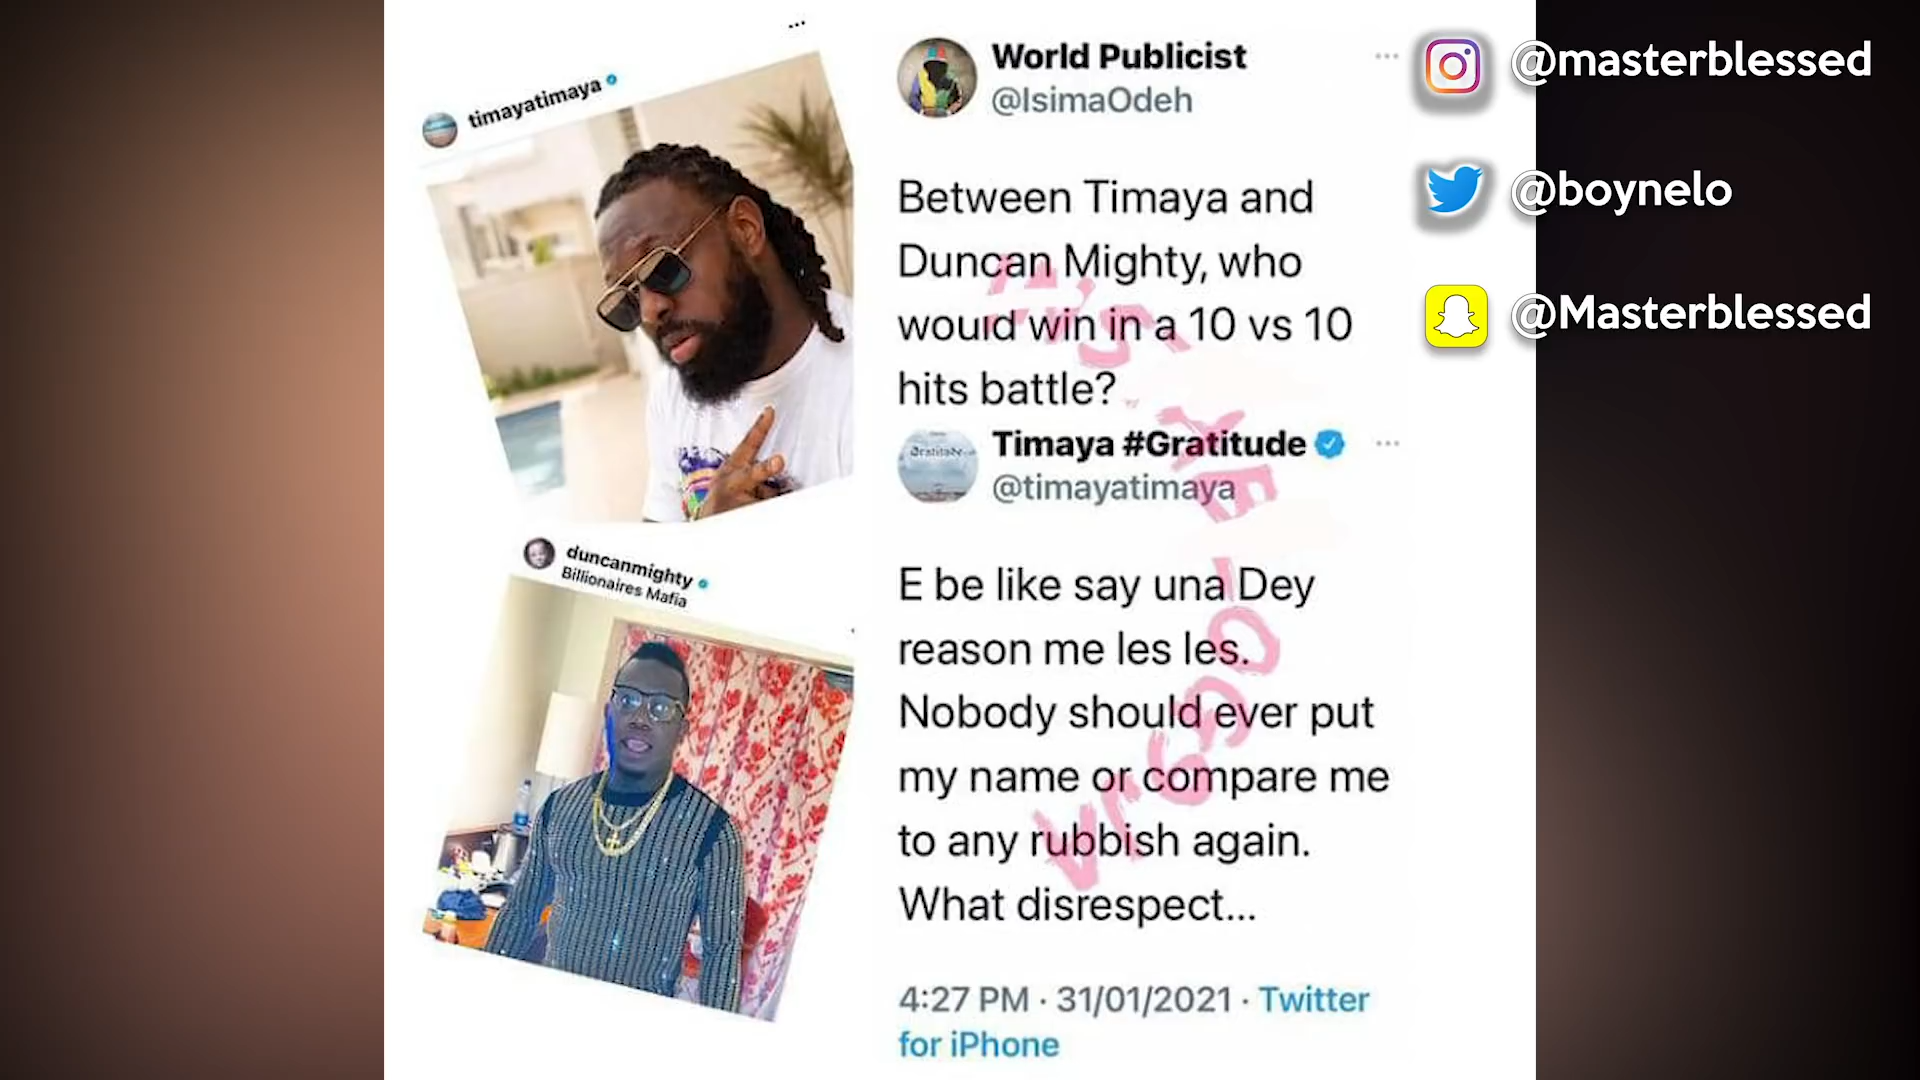 timayatimaya
duncanmighty
Billionaires Mafia
World Publicist
@IsimaOdeh
Between Timaya and
Duncan Mighty, who
would win in a 10 vs 10
hits battle?
Gratitude
Timaya #Gratitude
@timayatimaya
E be like say una Dey
reason me les les.
Nobody should ever put
my name or compare me
to any rubbish again.
What disrespect...
4:27 PM · 31/01/2021 · Twitter
for iPhone
@masterblessed
@boynelo
@Masterblessed